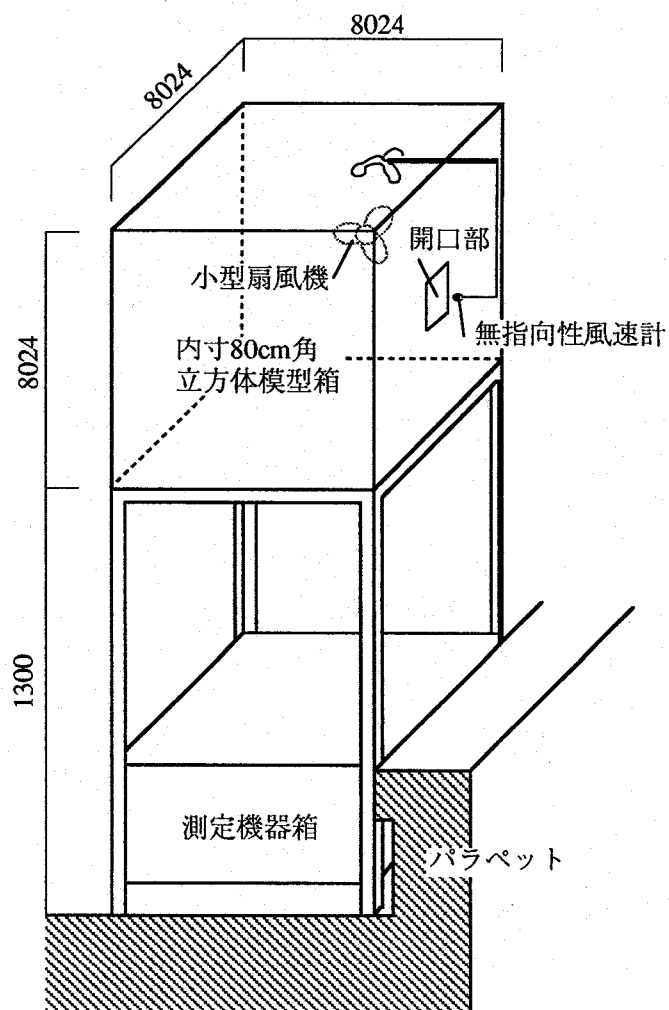 8024
8024
開口部
小型扇風機
無指向性風速計
8024
内寸80cm角
立方体模型箱
1300
測定機器箱
パラペット